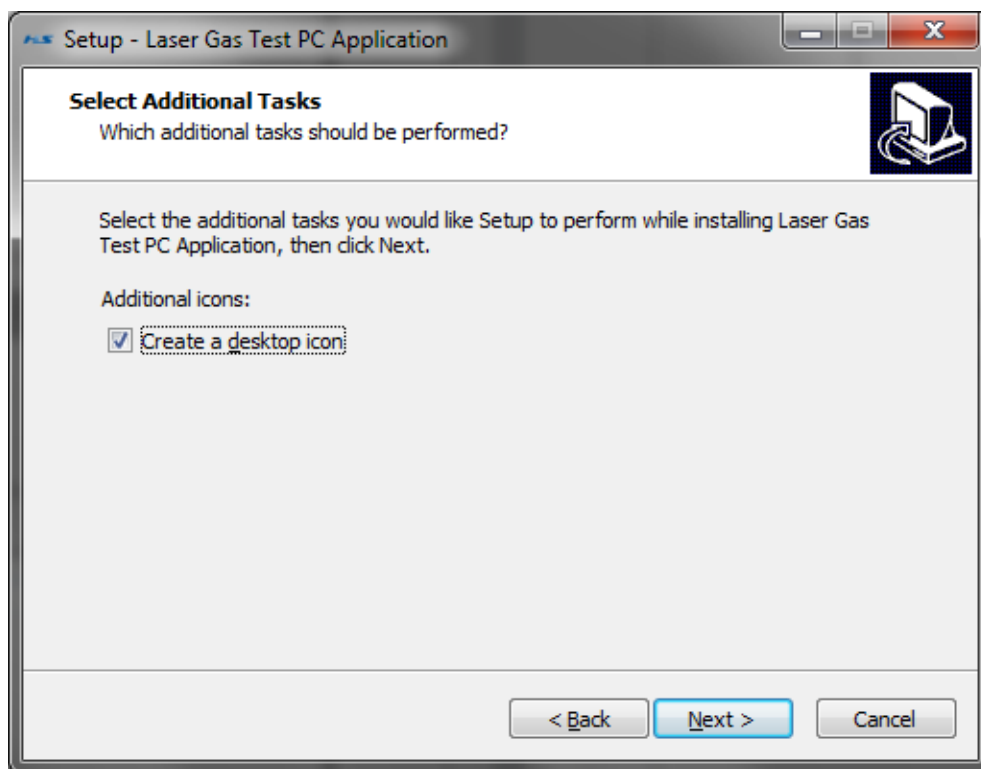 Setup - Laser Gas Test PC Application
Select Additional Tasks
Which additional tasks should be performed?
Select the additional tasks you would like Setup to perform while installing Laser Gas
Test PC Application, then click Next.
Additional icons:
Create a desktop icon
< Back Next > Cancel